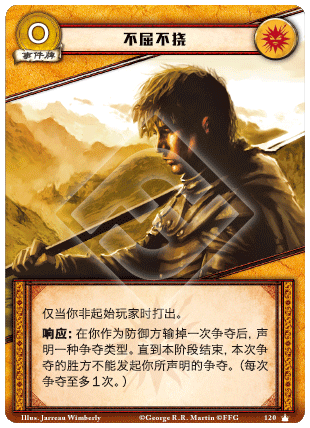 不屈不挠
0
事件牌
仅当你非起始玩家时打出。
响应：在你作为防御方输掉一次争夺后，声
明一种争夺类型。直到本阶段结束，本次争
夺的胜方不能发起你所声明的争夺。（每次
争夺至多1次。）
Illus. Jarreau Wimberly ©George R.R. Martin ©FFG 120